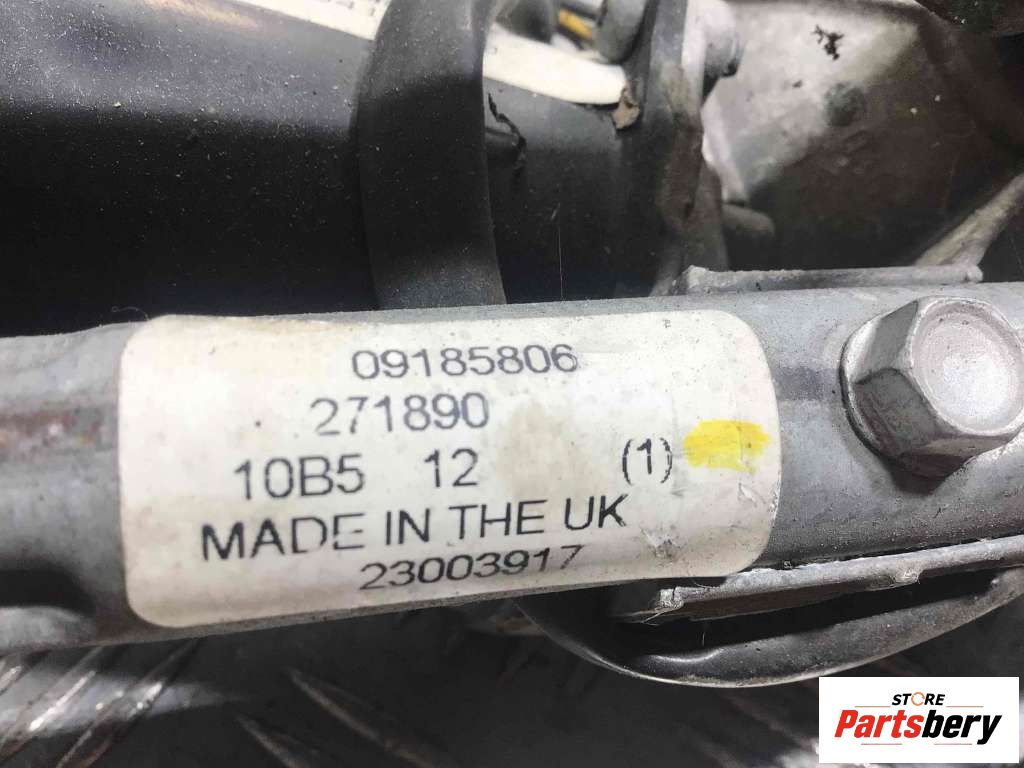 09185806
271890
10B5 12 (1)
MADE IN THE UK
23003917
STORE
Partsbery